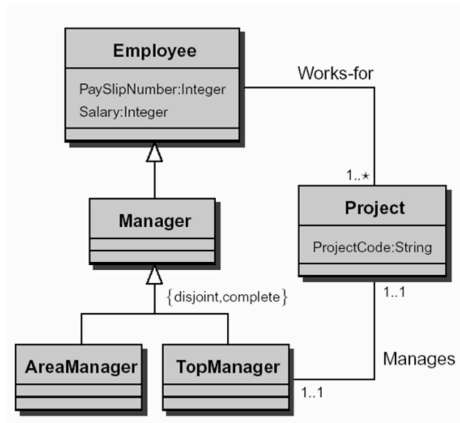 Employee
PaySlipNumber:Integer
Salary:Integer
Works-for
1..*
Manager
Project
ProjectCode:String
{disjoint,complete}
1..1
AreaManager
TopManager
Manages
1..1